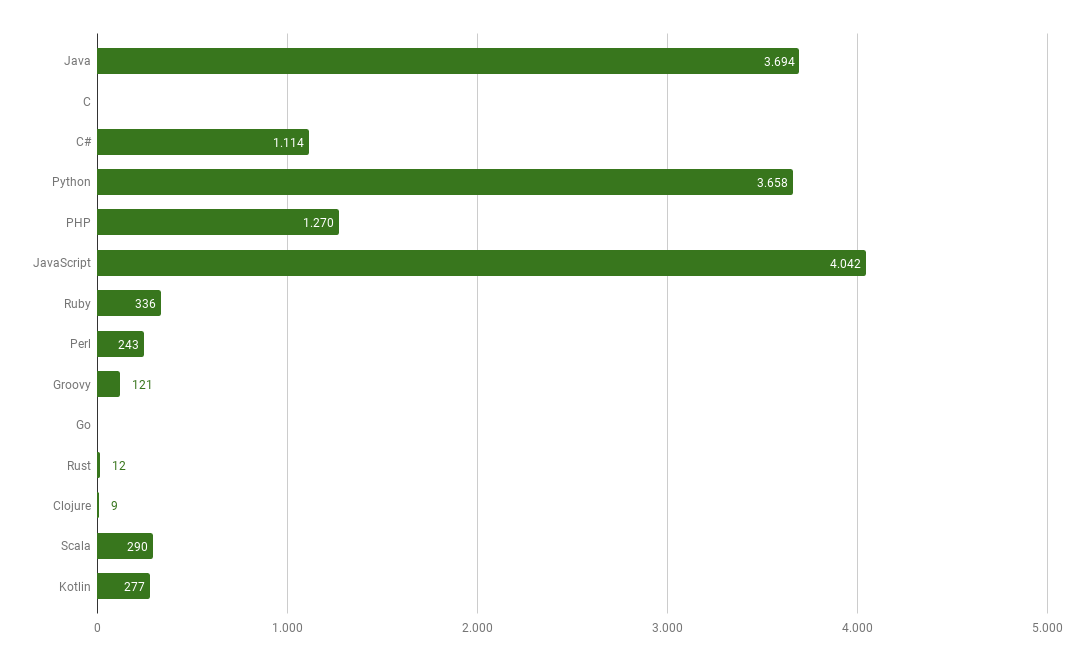 Java 3.694
C
C# 1.114
Python 3.658
PHP 1.270
JavaScript 4.042
Ruby 336
Perl 243
Groovy 121
Go
Rust 12
Clojure 9
Scala 290
Kotlin 277
0 1.000 2.000 3.000 4.000 5.000